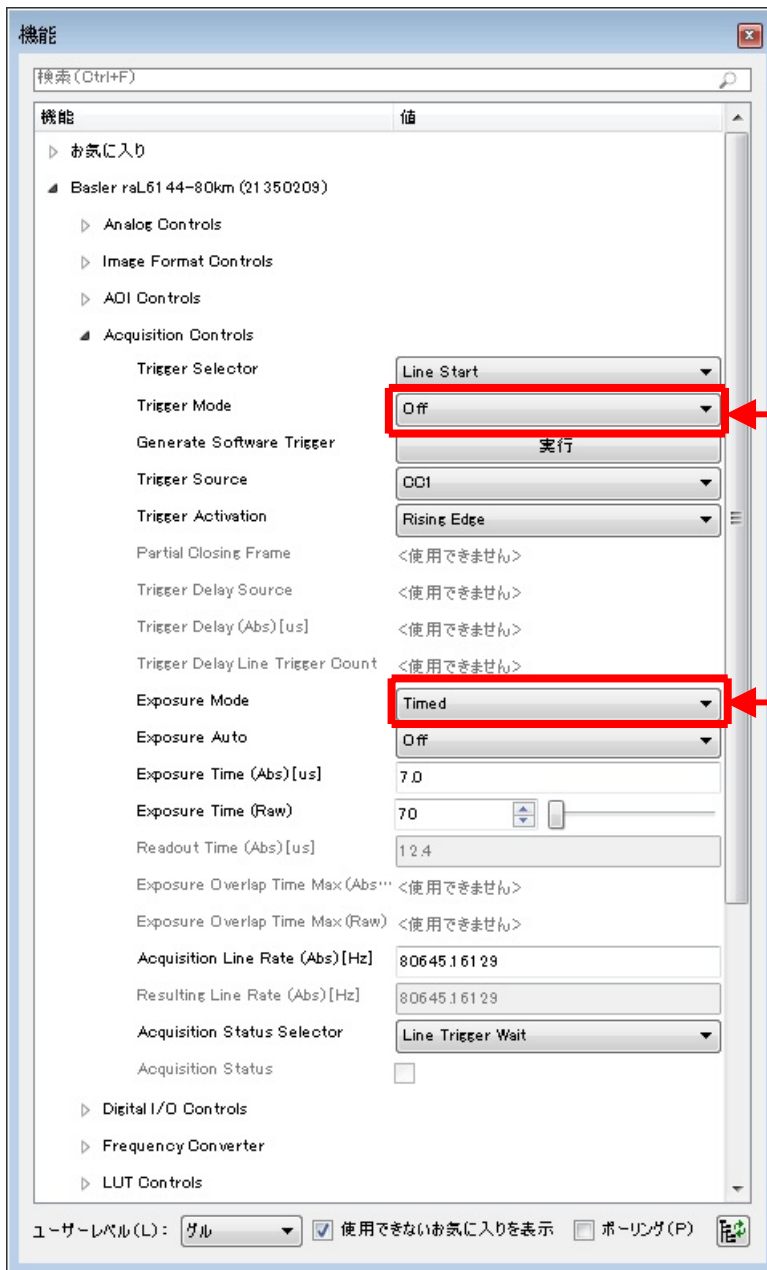 機能
検索(Ctrl+F)
機能 値
お気に入り
Basler raL6144-80km (21350209)
Analog Controls
Image Format Controls
AOI Controls
Acquisition Controls
Trigger Selector Line Start
Trigger Mode Off
Generate Software Trigger 実行
Trigger Source CC1
Trigger Activation Rising Edge
Partial Closing Frame <使用できません>
Trigger Delay Source <使用できません>
Trigger Delay (Abs)[us] <使用できません>
Trigger Delay Line Trigger Count <使用できません>
Exposure Mode Timed
Exposure Auto Off
Exposure Time (Abs)[us] 7.0
Exposure Time (Raw) 70
Readout Time (Abs)[us] 12.4
Exposure Overlap Time Max (Abs… <使用できません>
Exposure Overlap Time Max (Raw) <使用できません>
Acquisition Line Rate (Abs)[Hz] 80645.16129
Resulting Line Rate (Abs)[Hz] 80645.16129
Acquisition Status Selector Line Trigger Wait
Acquisition Status
Digital I/O Controls
Frequency Converter
LUT Controls
ユーザーレベル(L): グル 使用できないお気に入りを表示 ポーリング(P)